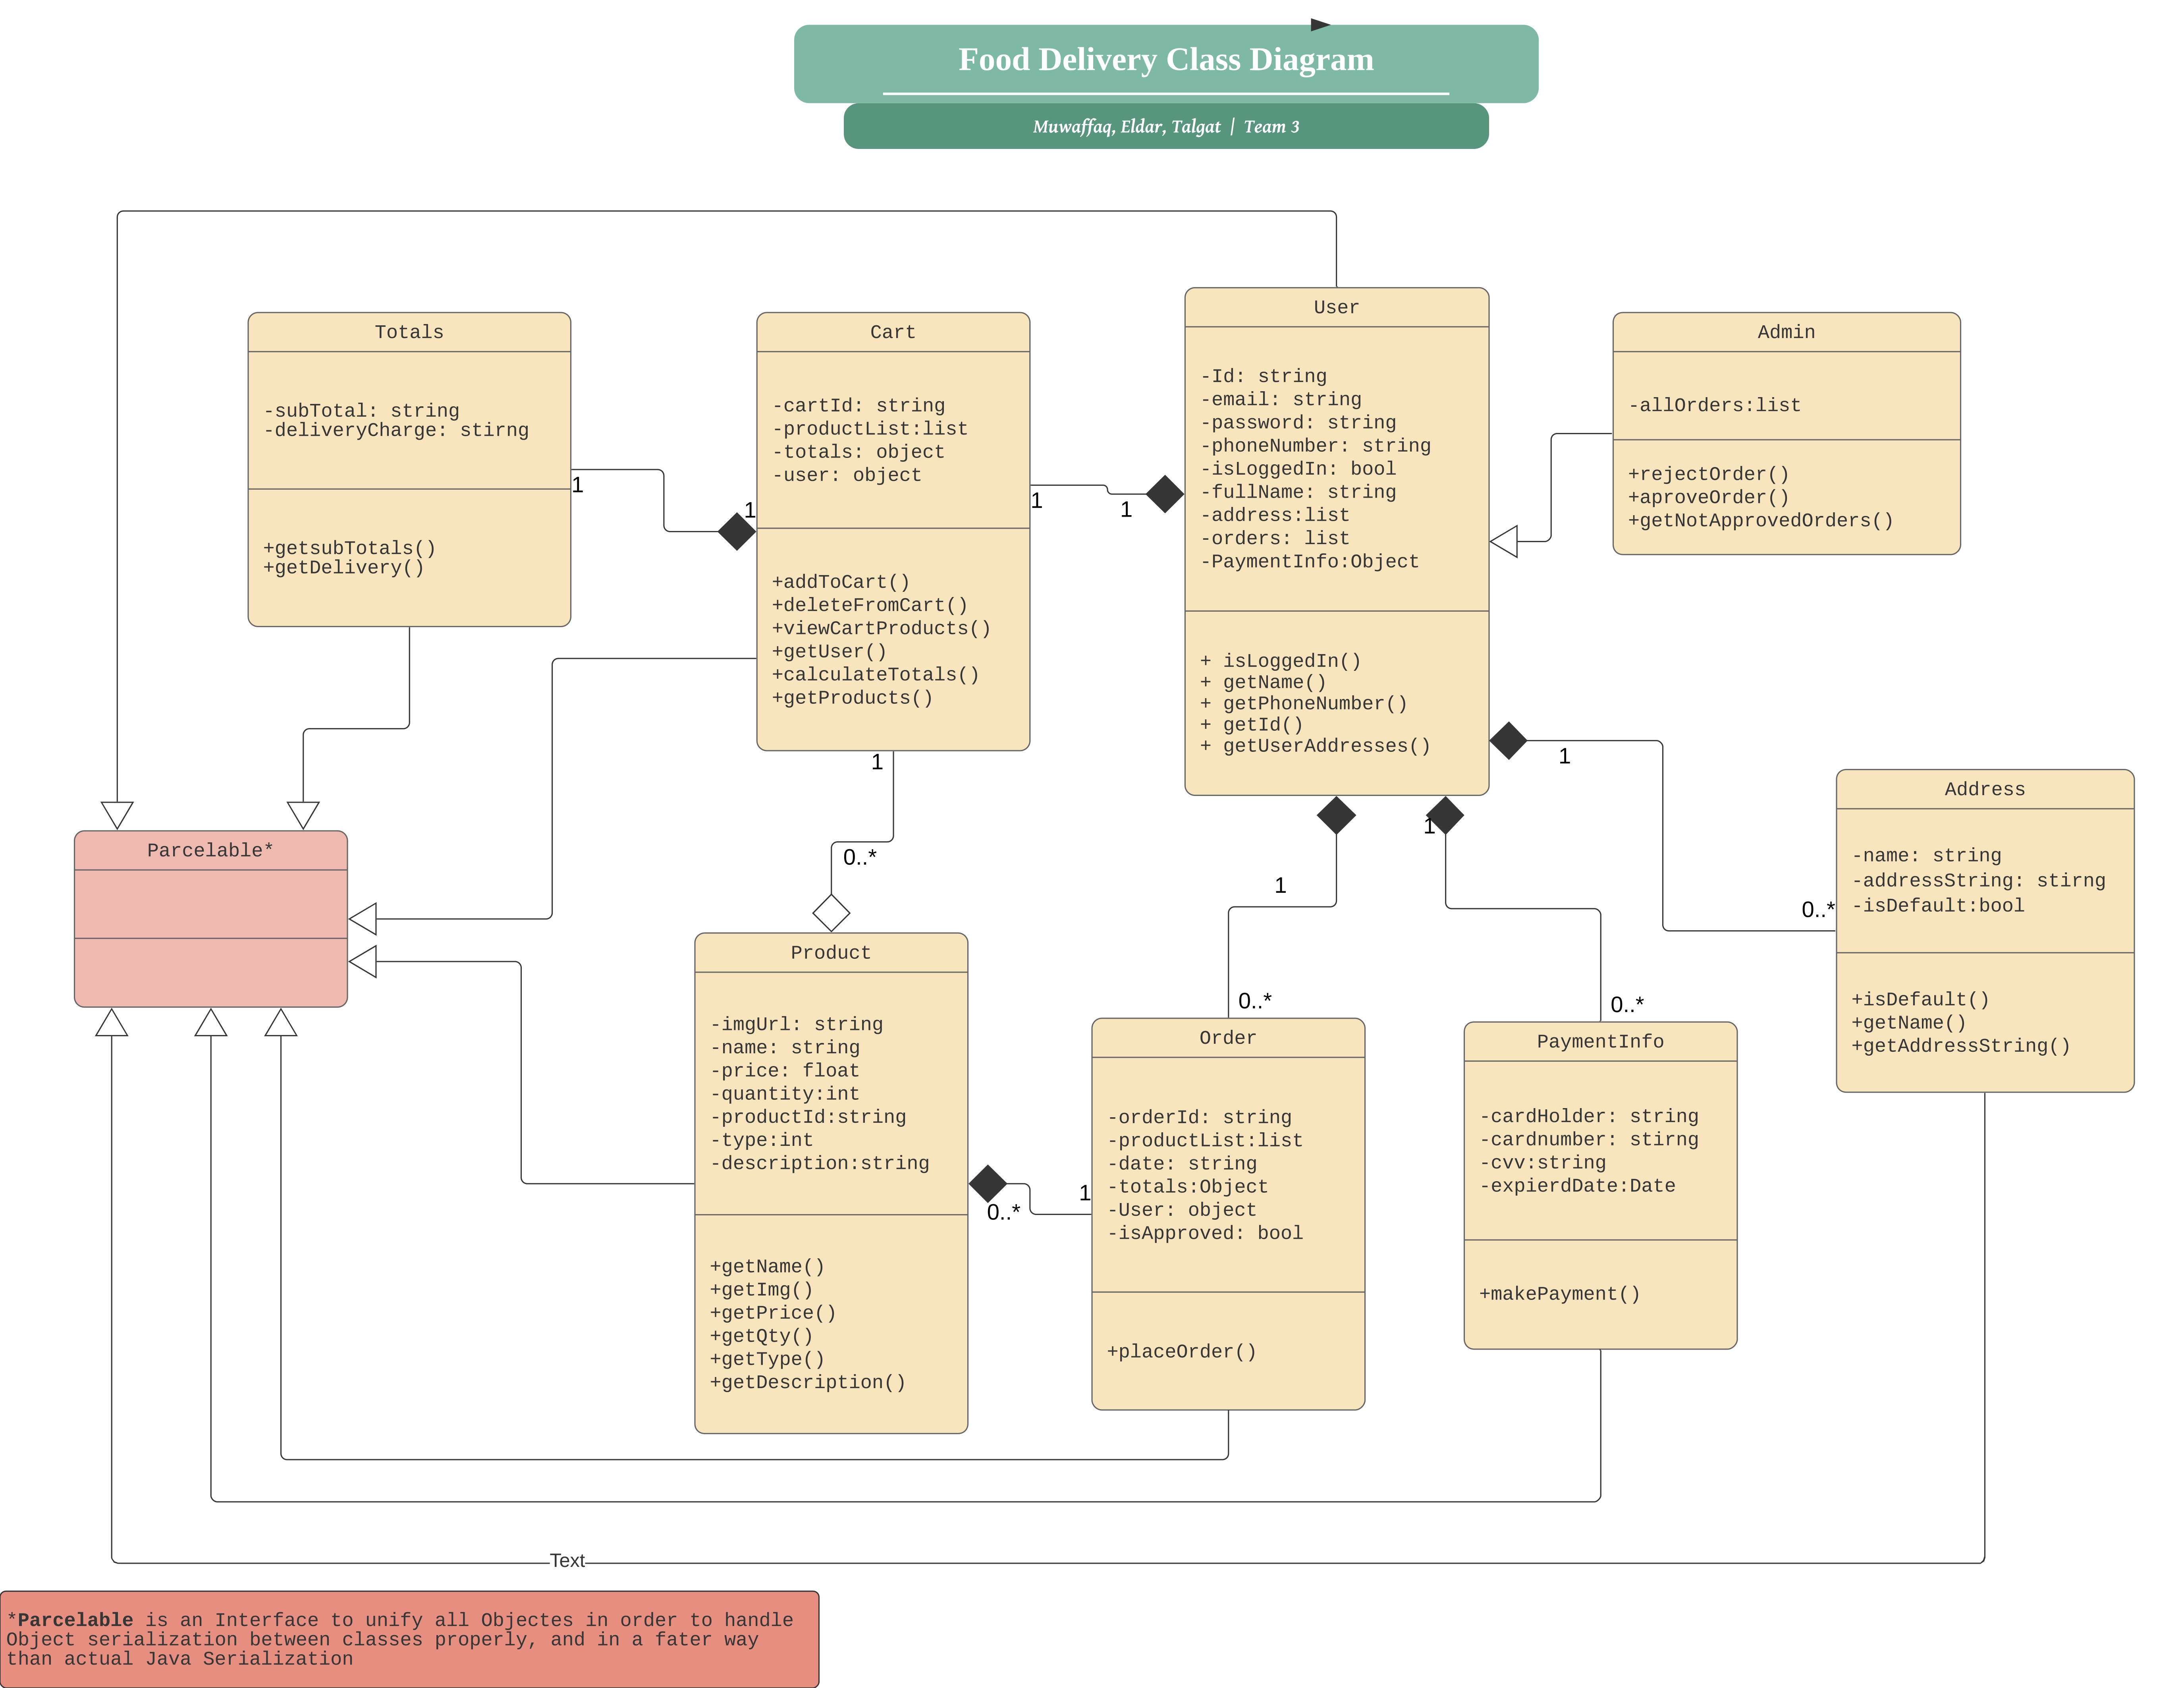 Food Delivery Class Diagram
Muwaffaq, Eldar, Talgat | Team 3
Totals
-subTotal: string
-deliveryCharge: stirng
+getsubTotals()
+getDelivery()
1
1
Cart
-cartId: string
-productList:list
-totals: object
-user: object
+addToCart()
+deleteFromCart()
+viewCartProducts()
+getUser()
+calculateTotals()
+getProducts()
1
1
User
-Id: string
-email: string
-password: string
-phoneNumber: string
-isLoggedIn: bool
-fullName: string
-address:list
-orders: list
-PaymentInfo:Object
+ isLoggedIn()
+ getName()
+ getPhoneNumber()
+ getId()
+ getUserAddresses()
Admin
-allOrders:list
+rejectOrder()
+aproveOrder()
+getNotApprovedOrders()
1
0..*
1
0..*
Address
-name: string
-addressString: stirng
-isDefault:bool
+isDefault()
+getName()
+getAddressString()
Parcelable*
Product
-imgUrl: string
-name: string
-price: float
-quantity:int
-productId:string
-type:int
-description:string
+getName()
+getImg()
+getPrice()
+getQty()
+getType()
+getDescription()
0..*
1
1
0..*
Order
-orderId: string
-productList:list
-date: string
-totals:Object
-User: object
-isApproved: bool
+placeOrder()
1
0..*
PaymentInfo
-cardHolder: string
-cardnumber: stirng
-cvv:string
-expierdDate:Date
+makePayment()
Text
*Parcelable is an Interface to unify all Objectes in order to handle
Object serialization between classes properly, and in a fater way
than actual Java Serialization